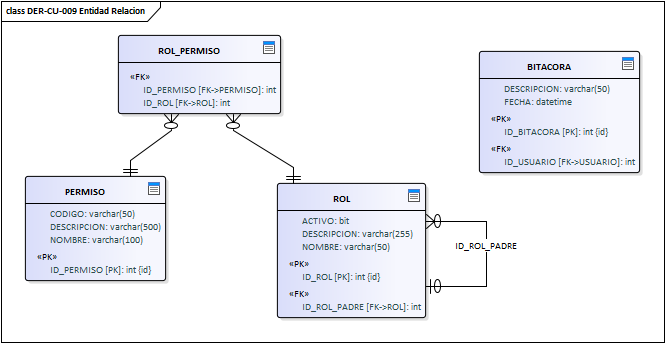 class DER-CU-009 Entidad Relacion
ROL_PERMISO
«FK»
ID_PERMISO [FK->PERMISO]: int
ID_ROL [FK->ROL]: int
BITACORA
DESCRIPCION: varchar(50)
FECHA: datetime
«PK»
ID_BITACORA [PK]: int {id}
«FK»
ID_USUARIO [FK->USUARIO]: int
PERMISO
CODIGO: varchar(50)
DESCRIPCION: varchar(500)
NOMBRE: varchar(100)
«PK»
ID_PERMISO [PK]: int {id}
ROL
ACTIVO: bit
DESCRIPCION: varchar(255)
NOMBRE: varchar(50)
«PK»
ID_ROL [PK]: int {id}
«FK»
ID_ROL_PADRE [FK->ROL]: int
ID_ROL_PADRE